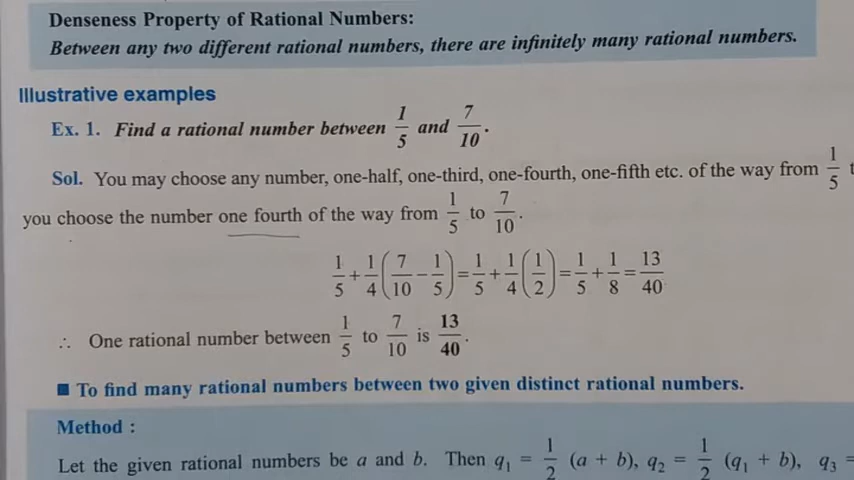 Denseness Property of Rational Numbers:
Between any two different rational numbers, there are infinitely many rational numbers.
Illustrative examples
Ex. 1. Find a rational number between 1/5 and 7/10.
Sol. You may choose any number, one-half, one-third, one-fourth, one-fifth etc. of the way from 1/5
you choose the number one fourth of the way from 1/5 to 7/10.
1/5 + 1/4 (7/10 − 1/5) = 1/5 + 1/4 (1/2) = 1/5 + 1/8 = 13/40
∴ One rational number between 1/5 to 7/10 is 13/40.
■ To find many rational numbers between two given distinct rational numbers.
Method :
Let the given rational numbers be a and b. Then q₁ = 1/2 (a + b), q₂ = 1/2 (q₁ + b), q₃ =